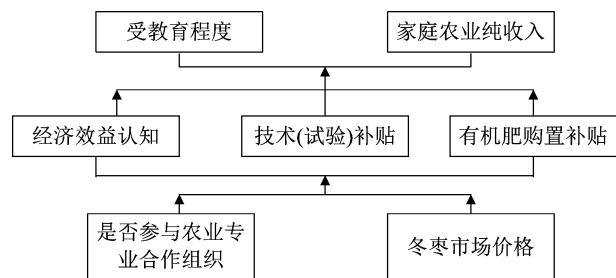 受教育程度
家庭农业纯收入
经济效益认知
技术(试验)补贴
有机肥购置补贴
是否参与农业专
业合作组织
冬枣市场价格